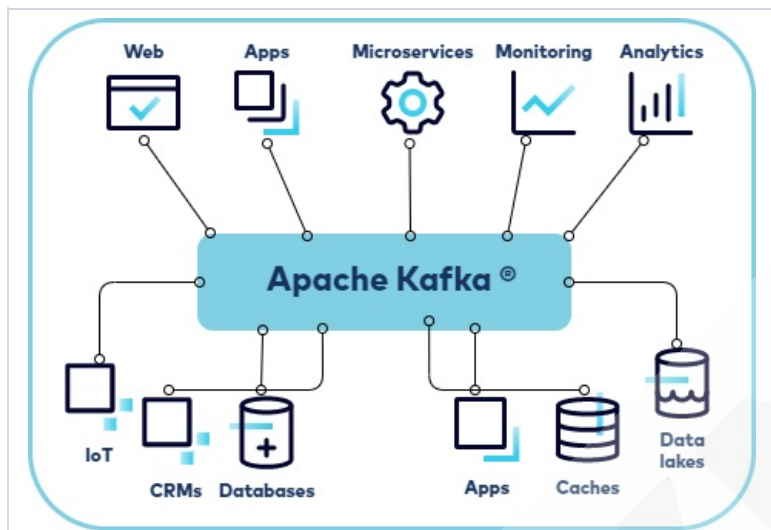 Web
Apps
Microservices
Monitoring
Analytics
Apache Kafka ®
IoT
CRMs
Databases
Apps
Caches
Data
lakes